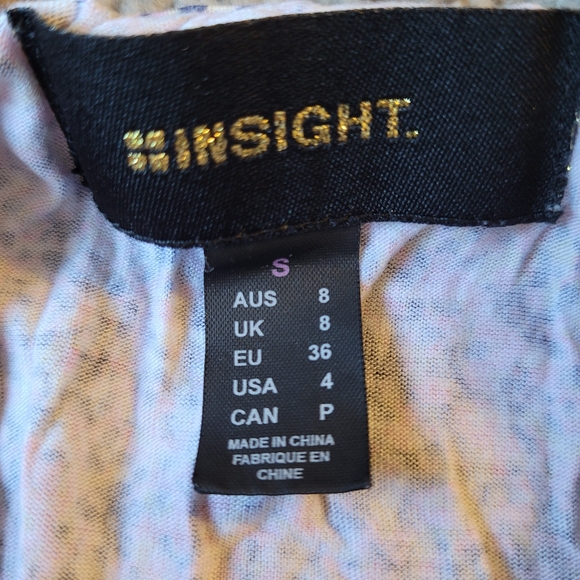 INSIGHT.
S
AUS 8
UK 8
EU 36
USA 4
CAN P
MADE IN CHINA
FABRIQUE EN
CHINE